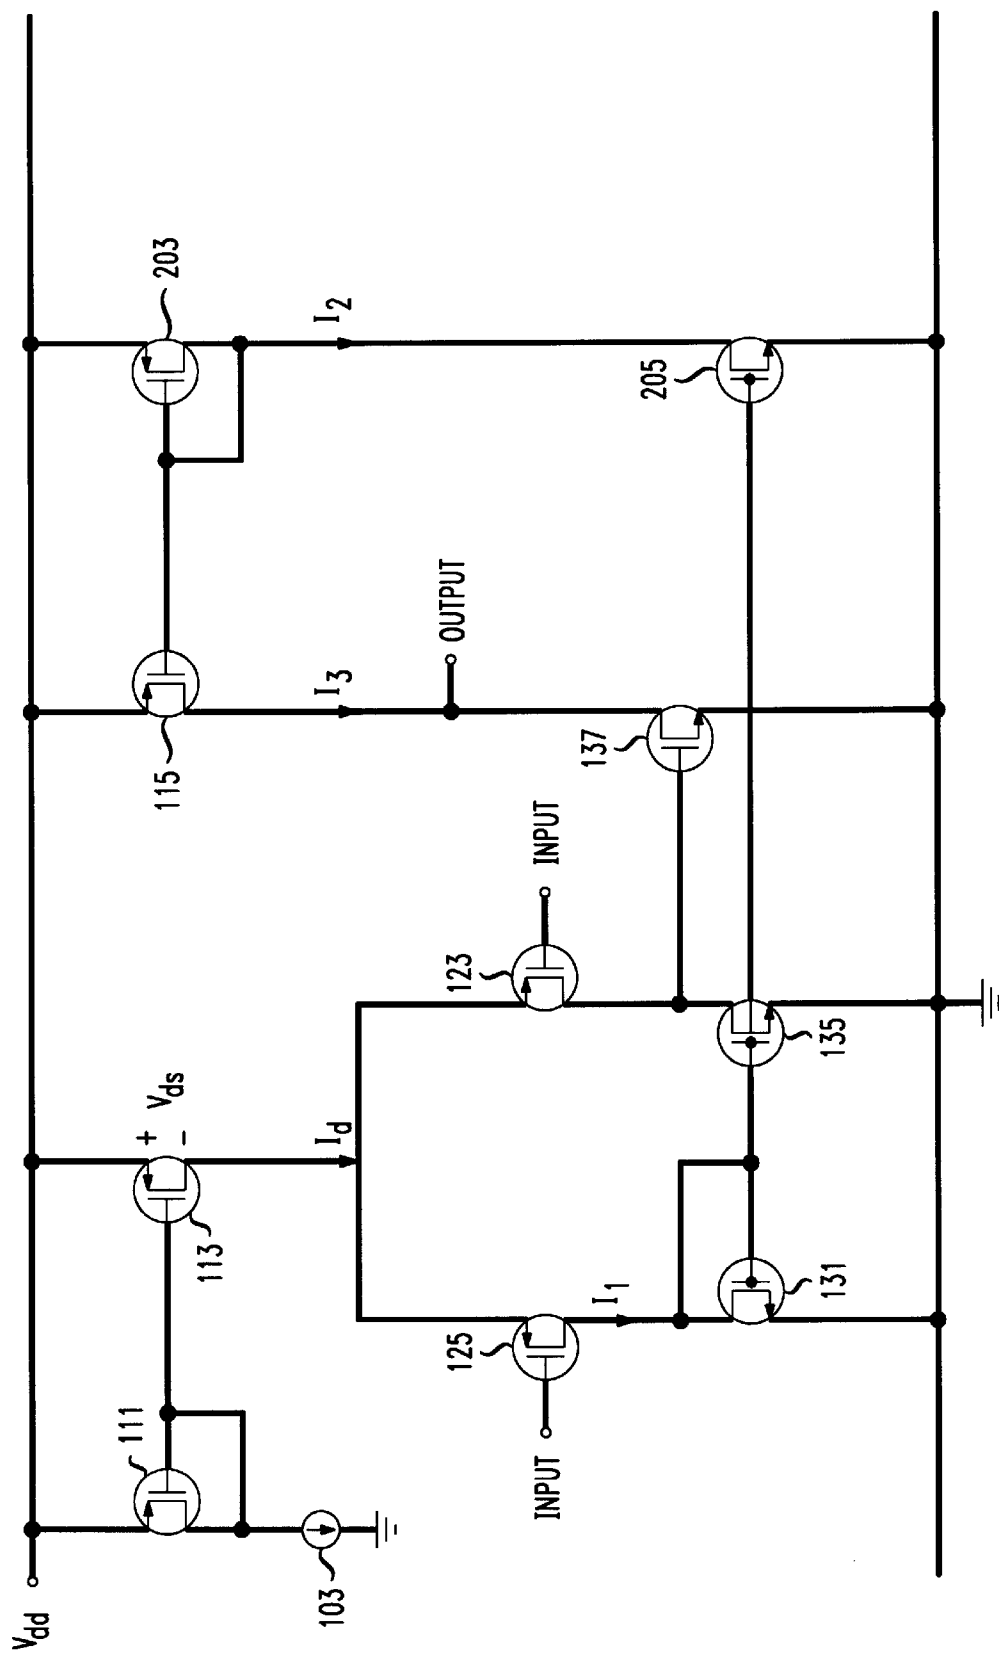 Vdd
103
111
113
+ Vds
−
Id
125
INPUT
I1
131
123
INPUT
135
115
I3
OUTPUT
137
203
I2
205